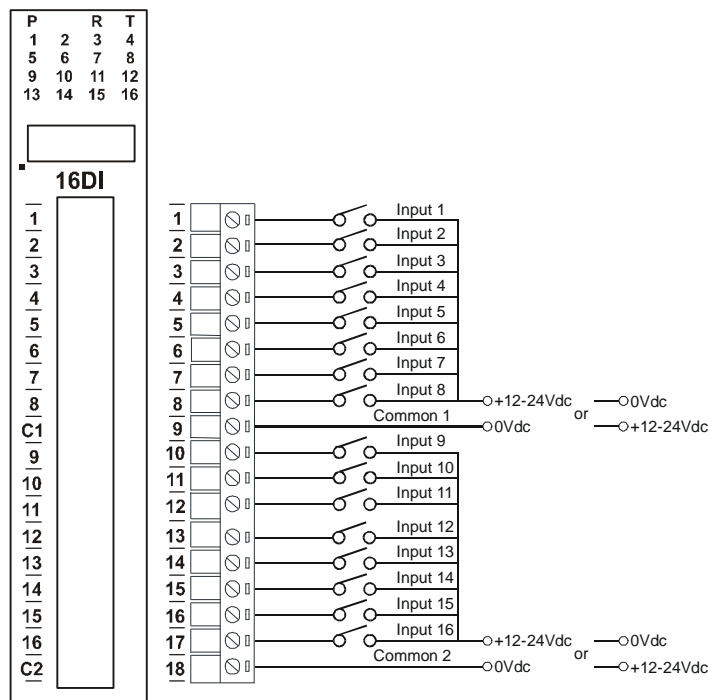 P R T
1 2 3 4
5 6 7 8
9 10 11 12
13 14 15 16
16DI
1
2
3
4
5
6
7
8
C1
9
10
11
12
13
14
15
16
C2
1 Input 1
2 Input 2
3 Input 3
4 Input 4
5 Input 5
6 Input 6
7 Input 7
8 Input 8 +12-24Vdc or 0Vdc
9 Common 1 0Vdc +12-24Vdc
10 Input 9
11 Input 10
12 Input 11
13 Input 12
14 Input 13
15 Input 14
16 Input 15
17 Input 16 +12-24Vdc or 0Vdc
18 Common 2 0Vdc +12-24Vdc